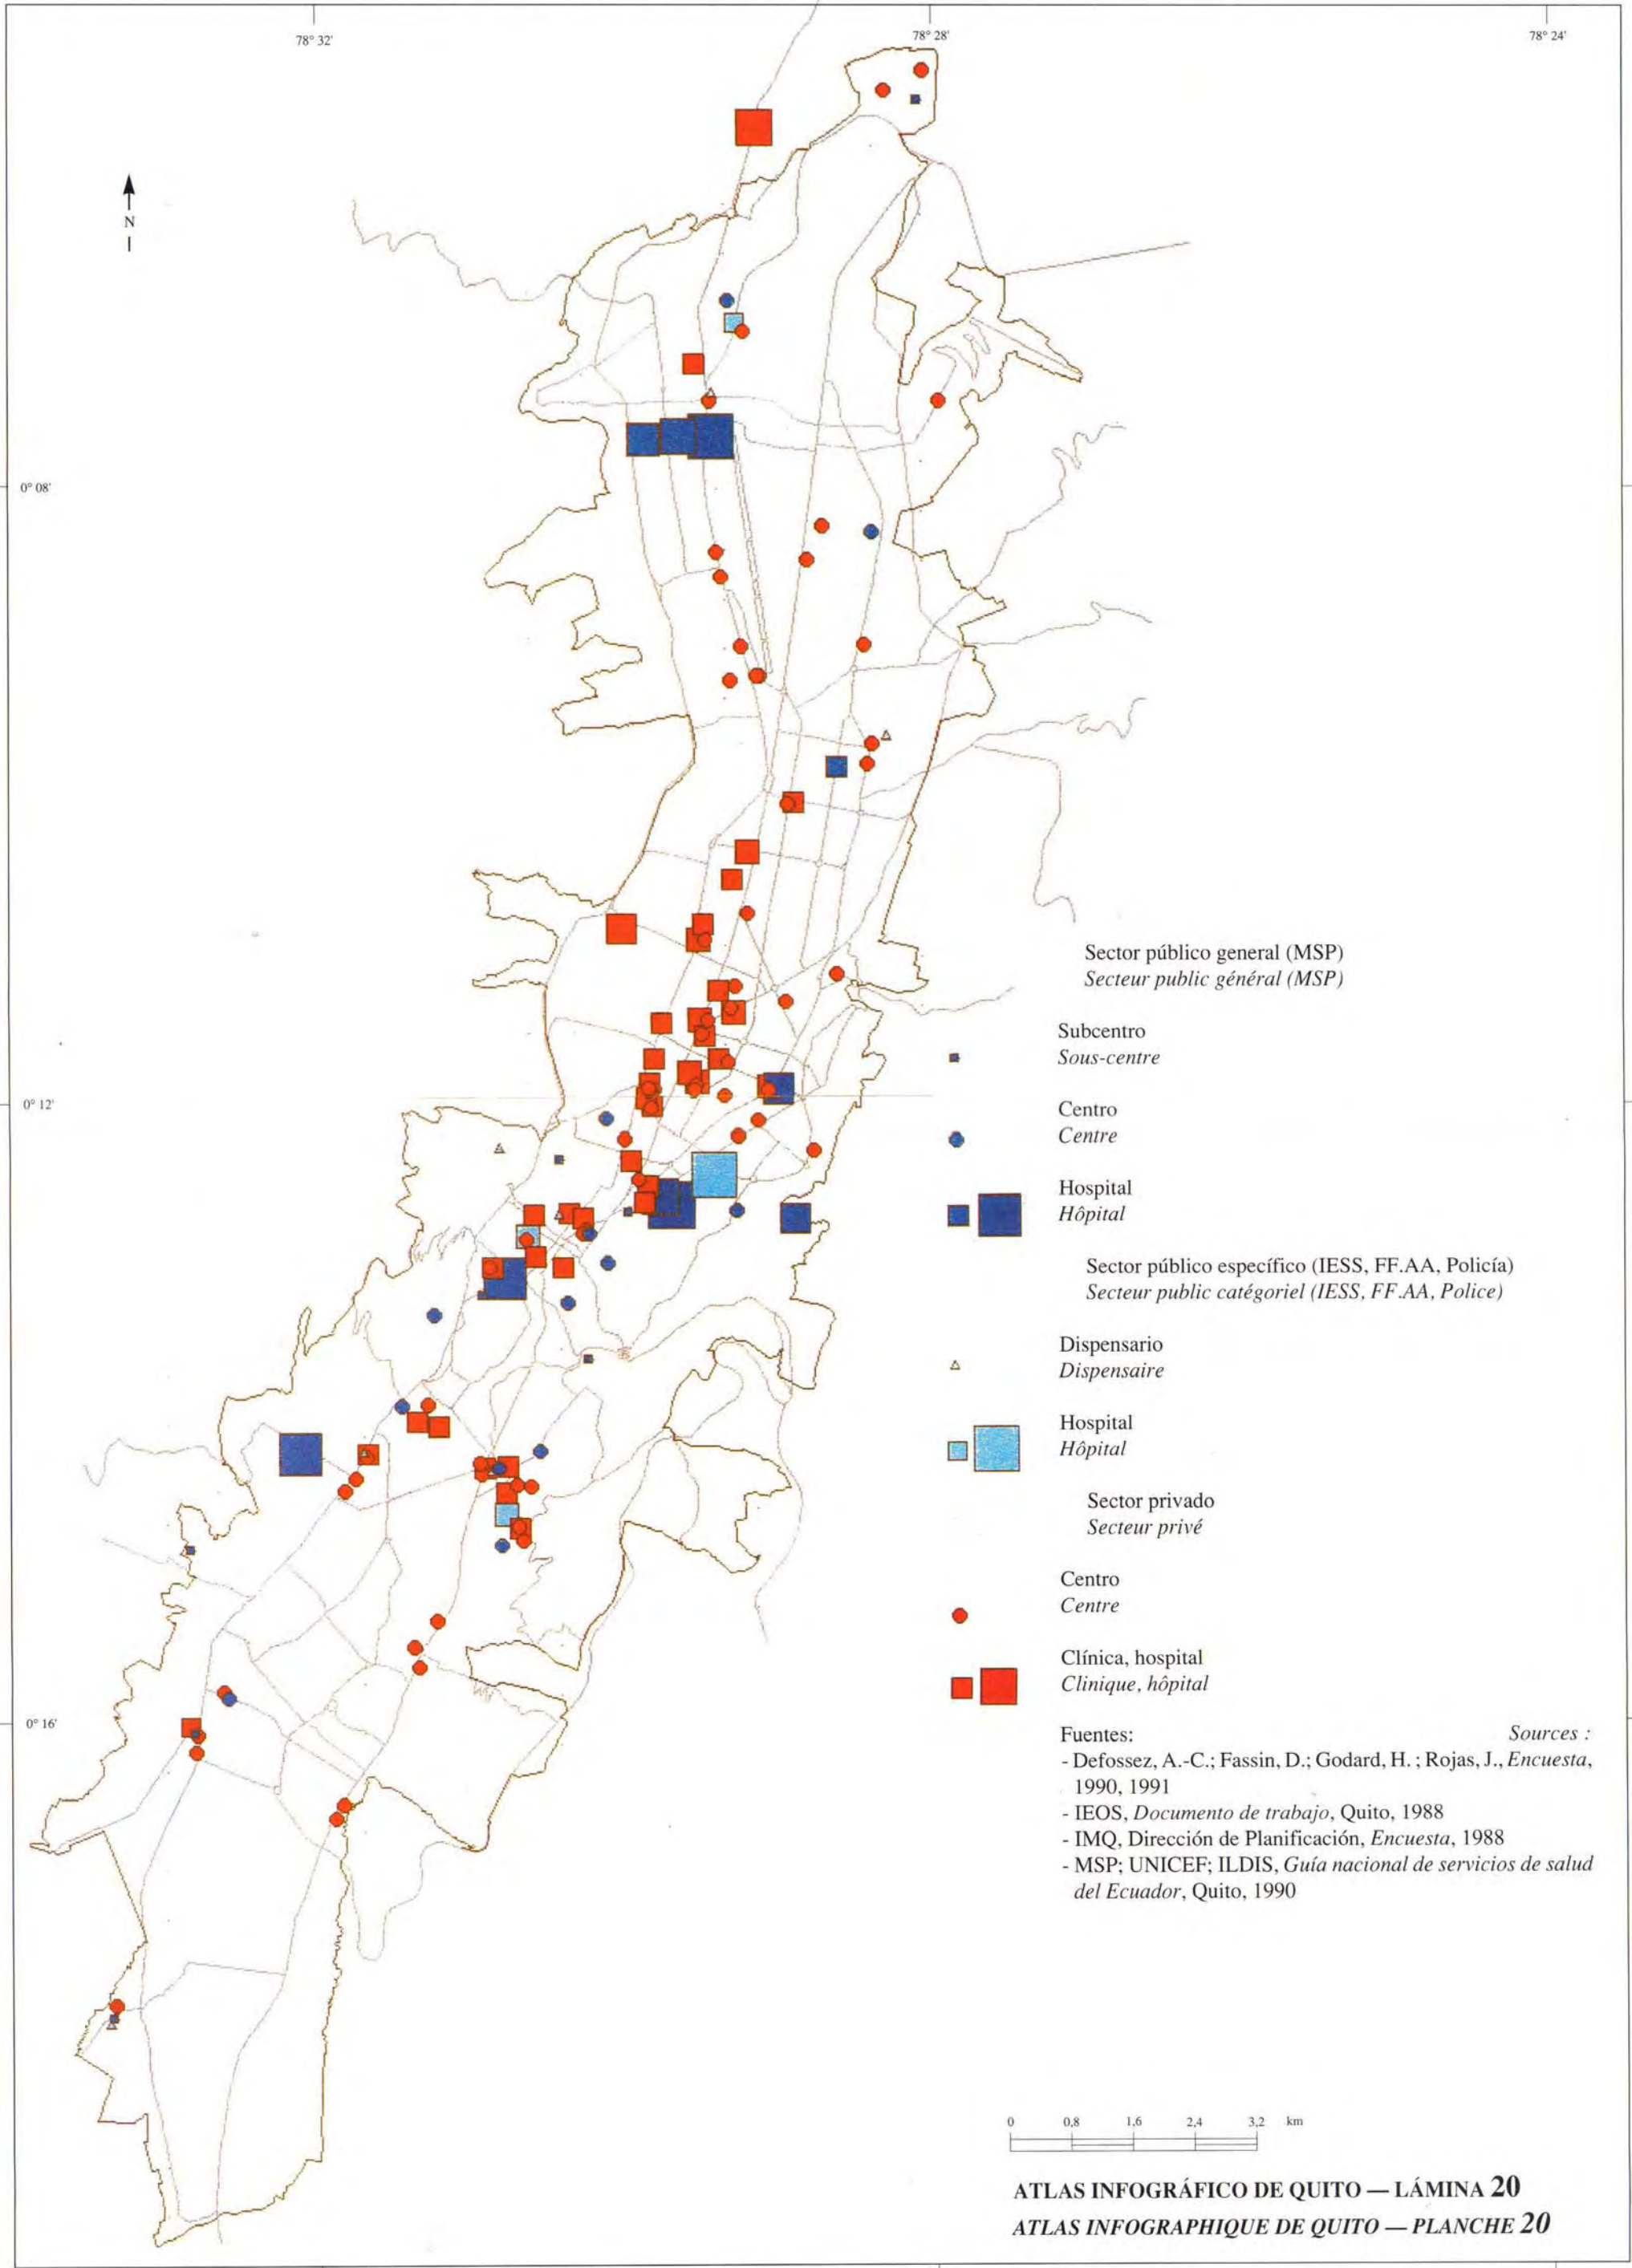 78° 32'
78° 28'
78° 24'
N
0° 08'
0° 12'
0° 16'
Sector público general (MSP)
Secteur public général (MSP)
Subcentro
Sous-centre
Centro
Centre
Hospital
Hôpital
Sector público específico (IESS, FF.AA, Policía)
Secteur public catégoriel (IESS, FF.AA, Police)
Dispensario
Dispensaire
Hospital
Hôpital
Sector privado
Secteur privé
Centro
Centre
Clínica, hospital
Clinique, hôpital
Fuentes: Sources :
- Defossez, A.-C.; Fassin, D.; Godard, H. ; Rojas, J., Encuesta,
1990, 1991
- IEOS, Documento de trabajo, Quito, 1988
- IMQ, Dirección de Planificación, Encuesta, 1988
- MSP; UNICEF; ILDIS, Guía nacional de servicios de salud
del Ecuador, Quito, 1990
0 0,8 1,6 2,4 3,2 km
ATLAS INFOGRÁFICO DE QUITO — LÁMINA 20
ATLAS INFOGRAPHIQUE DE QUITO — PLANCHE 20